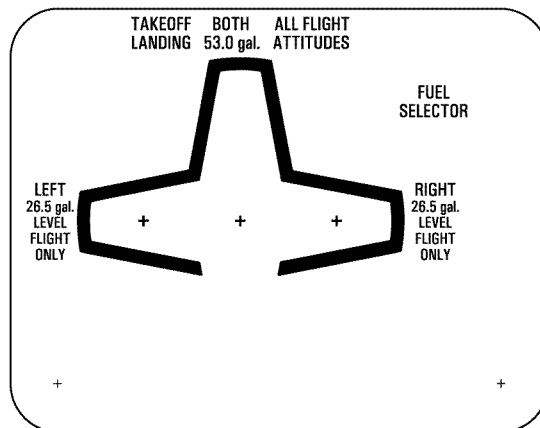 TAKEOFF BOTH ALL FLIGHT
LANDING 53.0 gal. ATTITUDES
FUEL
SELECTOR
LEFT
26.5 gal.
LEVEL
FLIGHT
ONLY
RIGHT
26.5 gal.
LEVEL
FLIGHT
ONLY